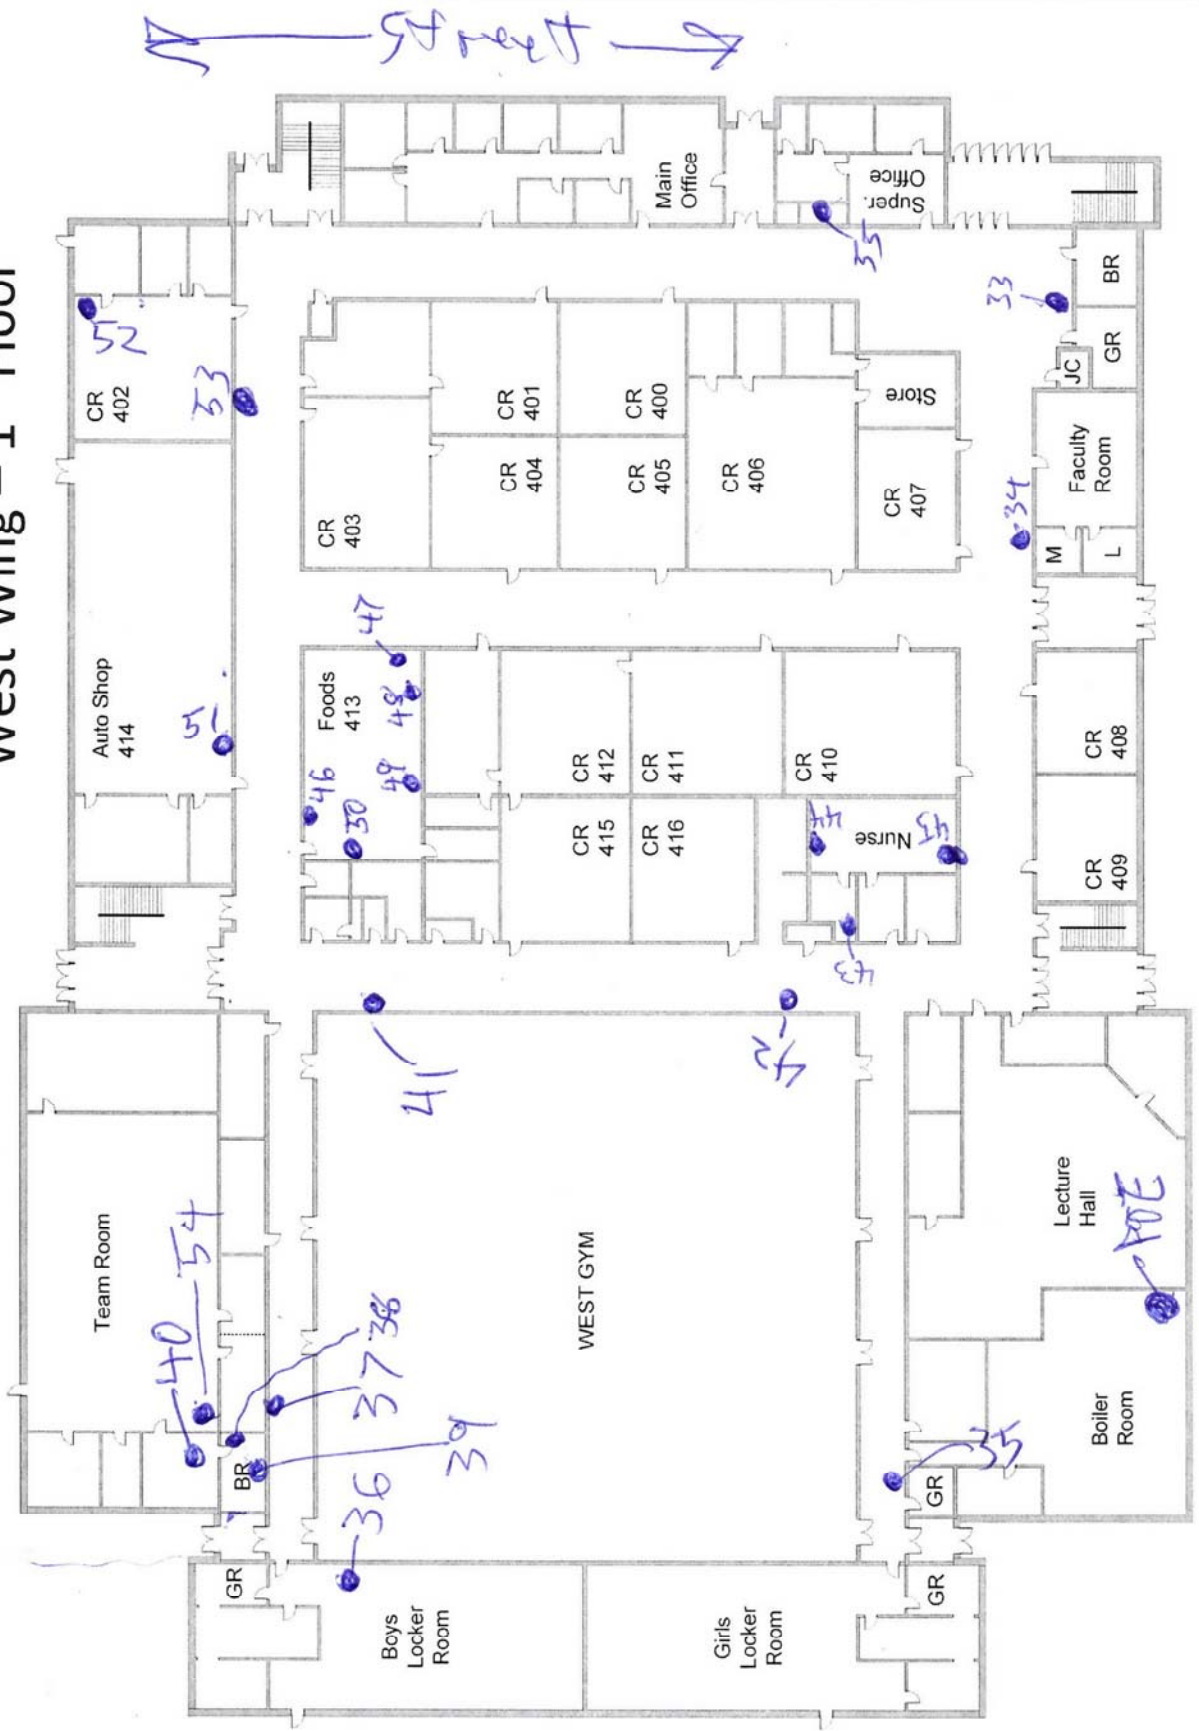 Street
West Wing – 1
Main
Office
Super.
Office
55
BR
33
GR
JC
52
CR
402
53
CR
401
CR
400
Store
CR
403
CR
404
CR
405
CR
406
CR
407
Faculty
Room
34
M
L
Auto Shop
414
51
Foods
413
47
48
49
46
50
CR
412
CR
411
CR
410
CR
408
CR
415
CR
416
44
Nurse
45
CR
409
43
41
42
Team Room
54
40
38
37
39
BR
36
WEST GYM
Lecture
Hall
POE
Boiler
Room
35
GR
GR
Boys
Locker
Room
Girls
Locker
Room
GR